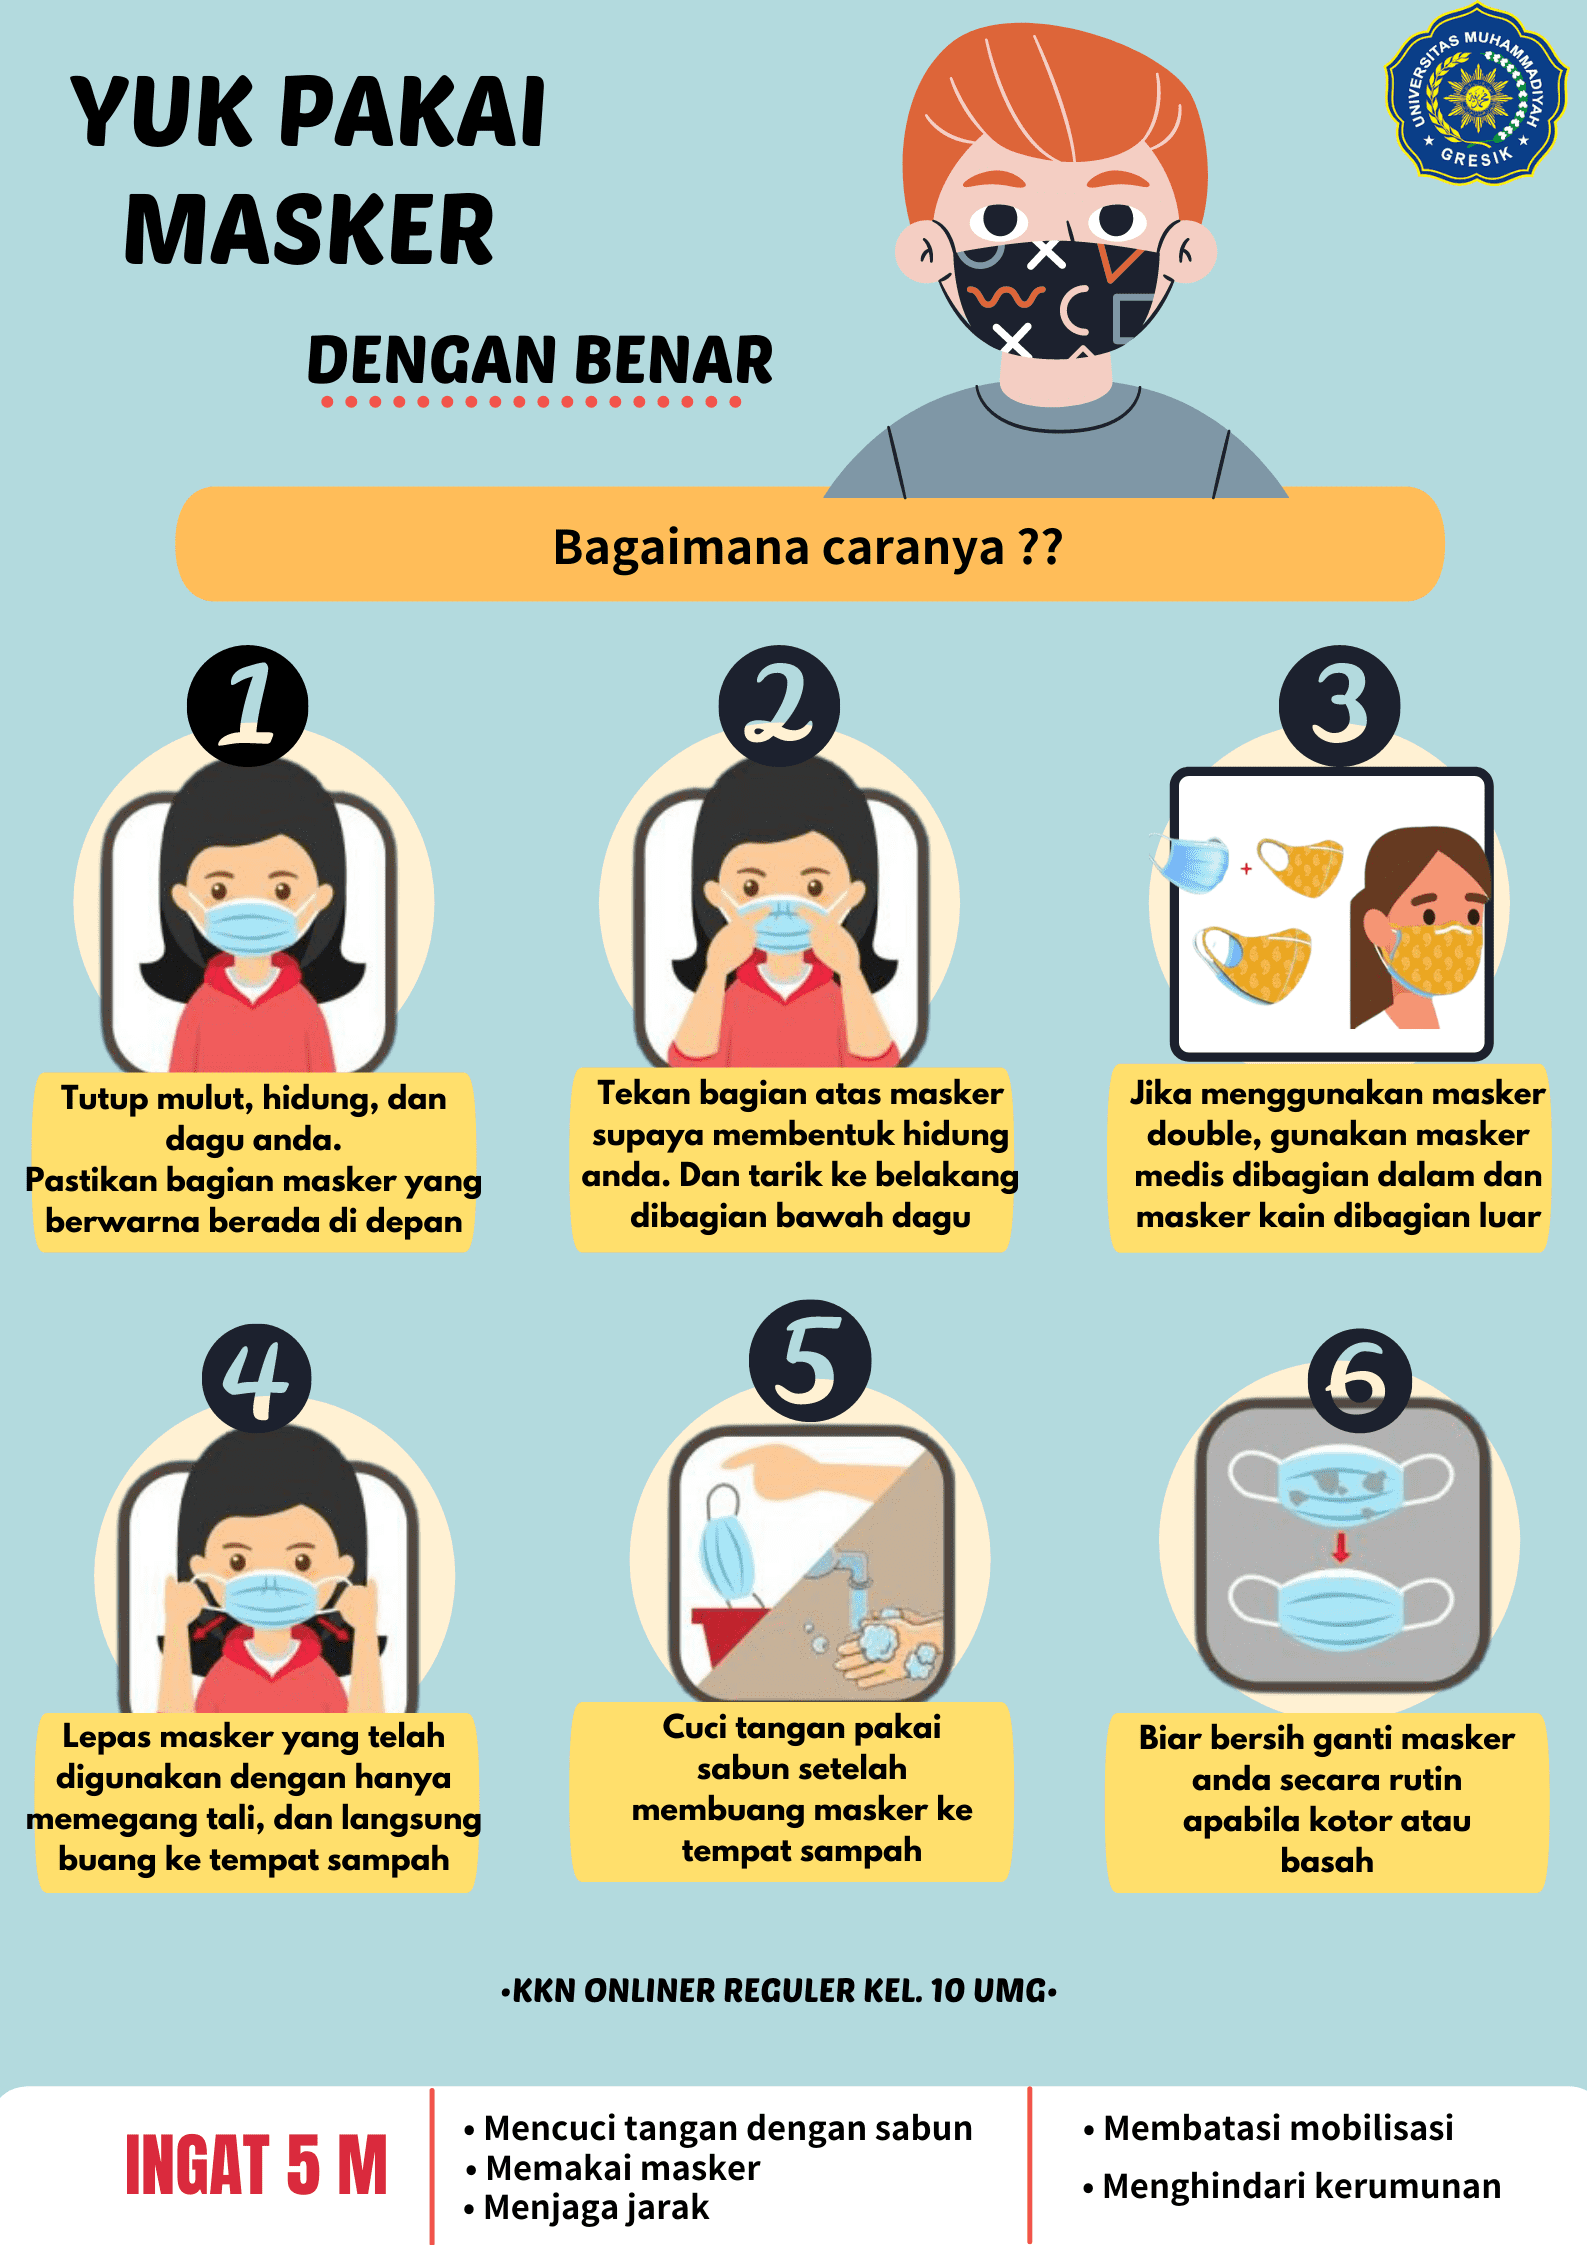 YUK PAKAI
MASKER
DENGAN BENAR
UNIVERSITAS MUHAMMADIYAH
GRESIK
Bagaimana caranya ??
1
Tutup mulut, hidung, dan
dagu anda.
Pastikan bagian masker yang
berwarna berada di depan
2
Tekan bagian atas masker
supaya membentuk hidung
anda. Dan tarik ke belakang
dibagian bawah dagu
3
+
Jika menggunakan masker
double, gunakan masker
medis dibagian dalam dan
masker kain dibagian luar
4
Lepas masker yang telah
digunakan dengan hanya
memegang tali, dan langsung
buang ke tempat sampah
5
Cuci tangan pakai
sabun setelah
membuang masker ke
tempat sampah
6
Biar bersih ganti masker
anda secara rutin
apabila kotor atau
basah
•KKN ONLINER REGULER KEL. 10 UMG•
INGAT 5 M
• Mencuci tangan dengan sabun
• Memakai masker
• Menjaga jarak
• Membatasi mobilisasi
• Menghindari kerumunan